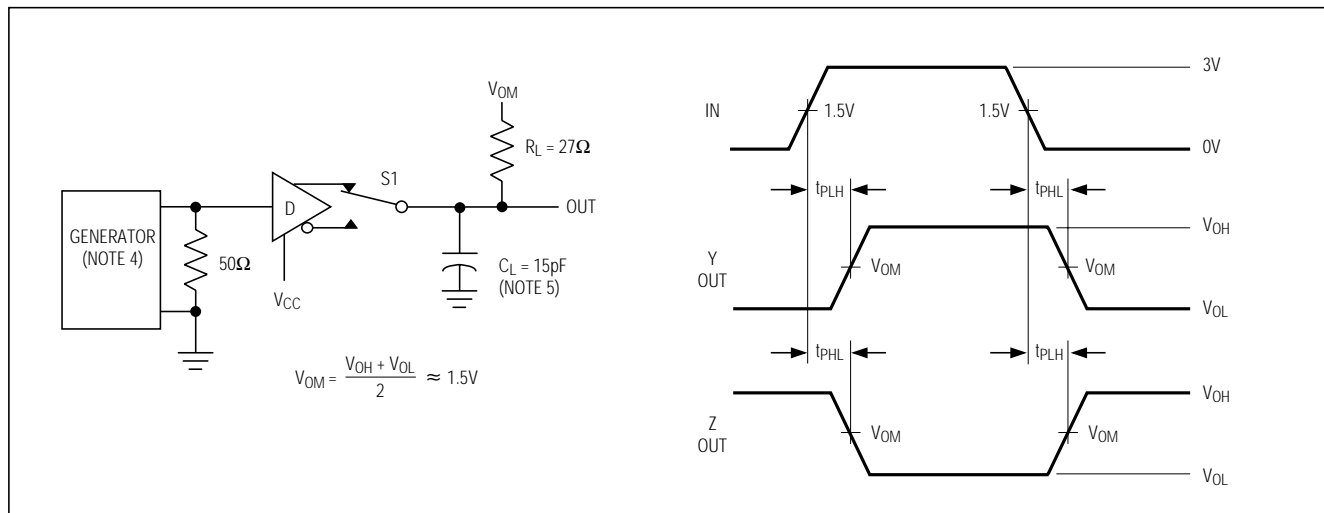 GENERATOR
(NOTE 4)
50Ω
D
VCC
S1
VOM
RL = 27Ω
OUT
CL = 15pF
(NOTE 5)
VOM = VOH + VOL / 2 ≈ 1.5V
IN
1.5V
1.5V
3V
0V
tPLH
tPHL
Y
OUT
VOM
VOM
VOH
VOL
tPHL
tPLH
Z
OUT
VOM
VOM
VOH
VOL